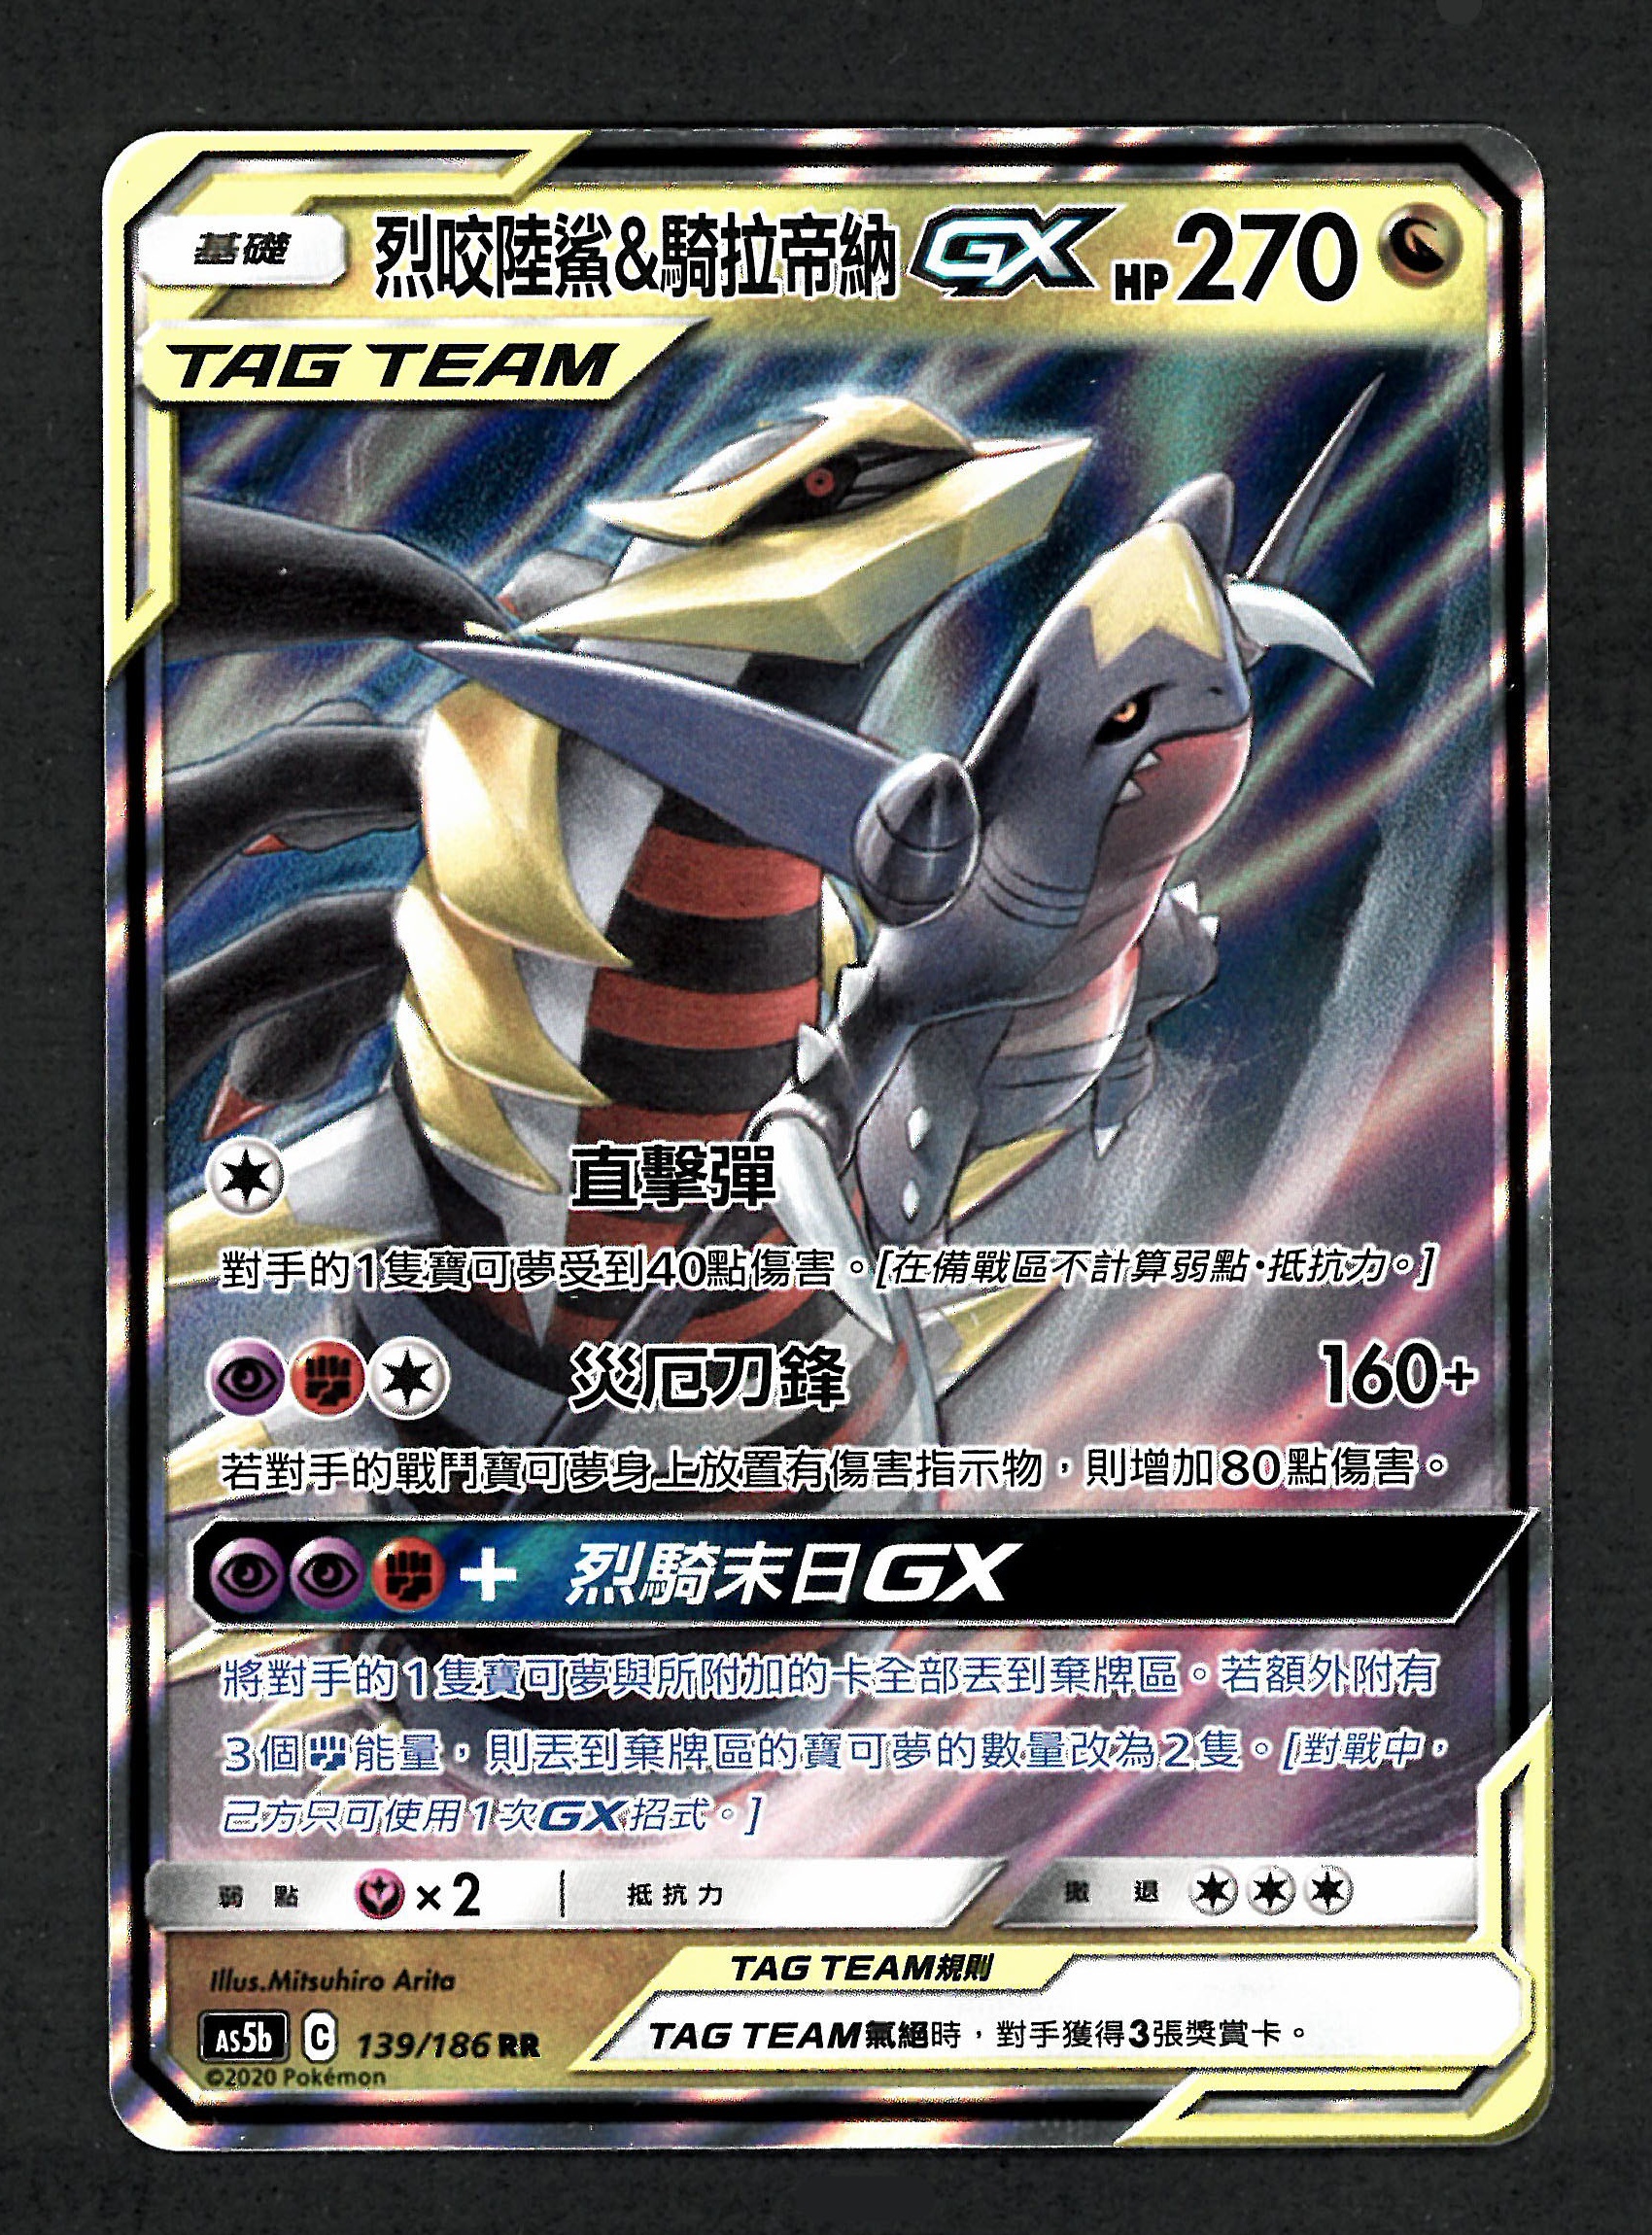 基礎
烈咬陸鯊&騎拉帝納GX HP 270
TAG TEAM
直擊彈
對手的1隻寶可夢受到40點傷害。[在備戰區不計算弱點・抵抗力。]
災厄刀鋒 160+
若對手的戰鬥寶可夢身上放置有傷害指示物，則增加80點傷害。
+ 烈騎末日GX
將對手的1隻寶可夢與所附加的卡全部丟到棄牌區。若額外附有
3個能量，則丟到棄牌區的寶可夢的數量改為2隻。[對戰中，
己方只可使用1次GX招式。]
弱點 ×2 抵抗力 撤退
Illus.Mitsuhiro Arita
TAG TEAM規則
TAG TEAM氣絕時，對手獲得3張獎賞卡。
AS5b C 139/186 RR
©2020 Pokémon